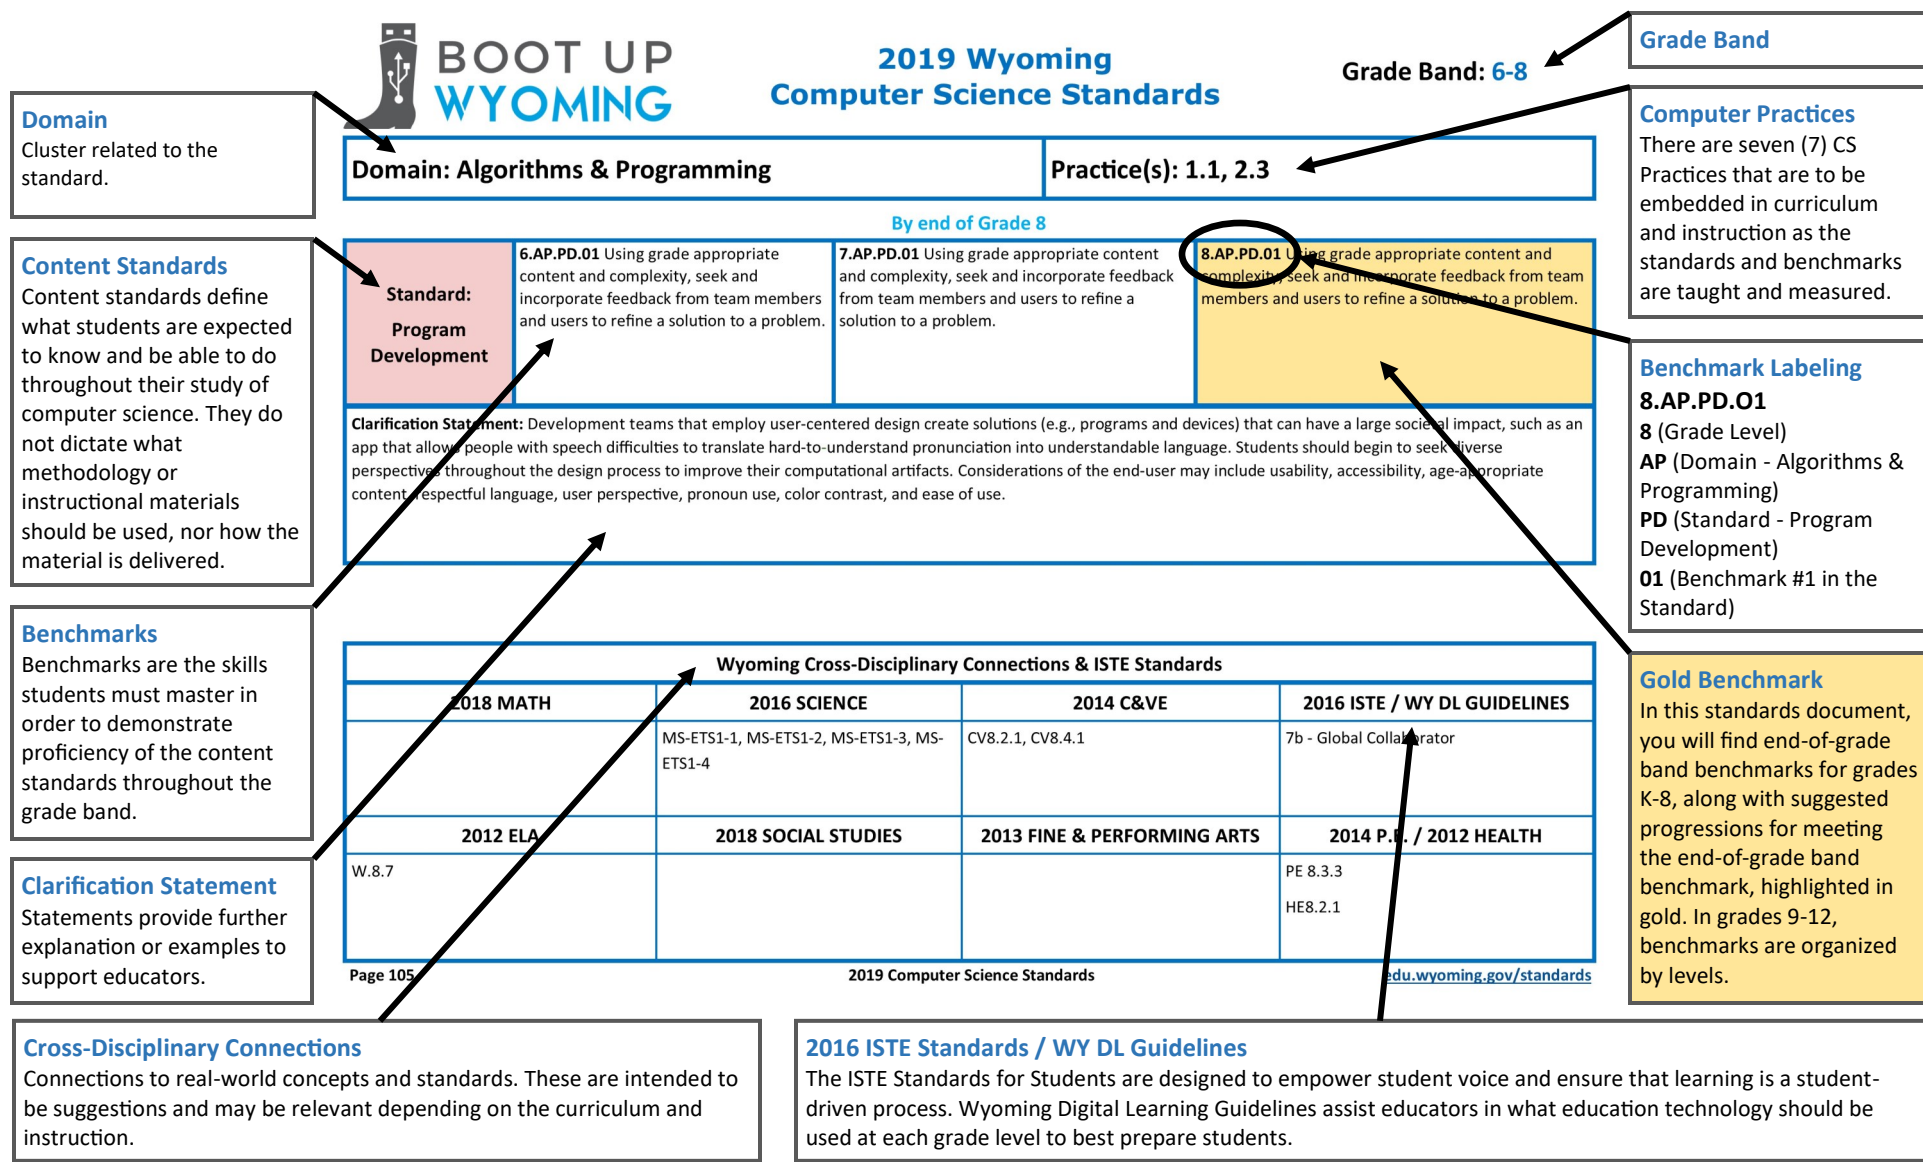 BOOT UP
WYOMING
2019 Wyoming
Computer Science Standards
Grade Band: 6-8
Grade Band
Domain
Cluster related to the
standard.
Domain: Algorithms & Programming
Practice(s): 1.1, 2.3
Computer Practices
There are seven (7) CS
Practices that are to be
embedded in curriculum
and instruction as the
standards and benchmarks
are taught and measured.
By end of Grade 8
Content Standards
Content standards define
what students are expected
to know and be able to do
throughout their study of
computer science. They do
not dictate what
methodology or
instructional materials
should be used, nor how the
material is delivered.
Standard:
Program
Development
6.AP.PD.01 Using grade appropriate
content and complexity, seek and
incorporate feedback from team members
and users to refine a solution to a problem.
7.AP.PD.01 Using grade appropriate content
and complexity, seek and incorporate feedback
from team members and users to refine a
solution to a problem.
8.AP.PD.01 Using grade appropriate content and
complexity, seek and incorporate feedback from team
members and users to refine a solution to a problem.
Clarification Statement: Development teams that employ user-centered design create solutions (e.g., programs and devices) that can have a large societal impact, such as an
app that allows people with speech difficulties to translate hard-to-understand pronunciation into understandable language. Students should begin to seek diverse
perspectives throughout the design process to improve their computational artifacts. Considerations of the end-user may include usability, accessibility, age-appropriate
content, respectful language, user perspective, pronoun use, color contrast, and ease of use.
Benchmark Labeling
8.AP.PD.O1
8 (Grade Level)
AP (Domain - Algorithms &
Programming)
PD (Standard - Program
Development)
01 (Benchmark #1 in the
Standard)
Benchmarks
Benchmarks are the skills
students must master in
order to demonstrate
proficiency of the content
standards throughout the
grade band.
Wyoming Cross-Disciplinary Connections & ISTE Standards
2018 MATH
2016 SCIENCE
2014 C&VE
2016 ISTE / WY DL GUIDELINES
MS-ETS1-1, MS-ETS1-2, MS-ETS1-3, MS-
ETS1-4
CV8.2.1, CV8.4.1
7b - Global Collaborator
2012 ELA
2018 SOCIAL STUDIES
2013 FINE & PERFORMING ARTS
2014 P.E. / 2012 HEALTH
W.8.7
PE 8.3.3
HE8.2.1
Page 105
2019 Computer Science Standards
edu.wyoming.gov/standards
Gold Benchmark
In this standards document,
you will find end-of-grade
band benchmarks for grades
K-8, along with suggested
progressions for meeting
the end-of-grade band
benchmark, highlighted in
gold. In grades 9-12,
benchmarks are organized
by levels.
Clarification Statement
Statements provide further
explanation or examples to
support educators.
Cross-Disciplinary Connections
Connections to real-world concepts and standards. These are intended to
be suggestions and may be relevant depending on the curriculum and
instruction.
2016 ISTE Standards / WY DL Guidelines
The ISTE Standards for Students are designed to empower student voice and ensure that learning is a student-
driven process. Wyoming Digital Learning Guidelines assist educators in what education technology should be
used at each grade level to best prepare students.